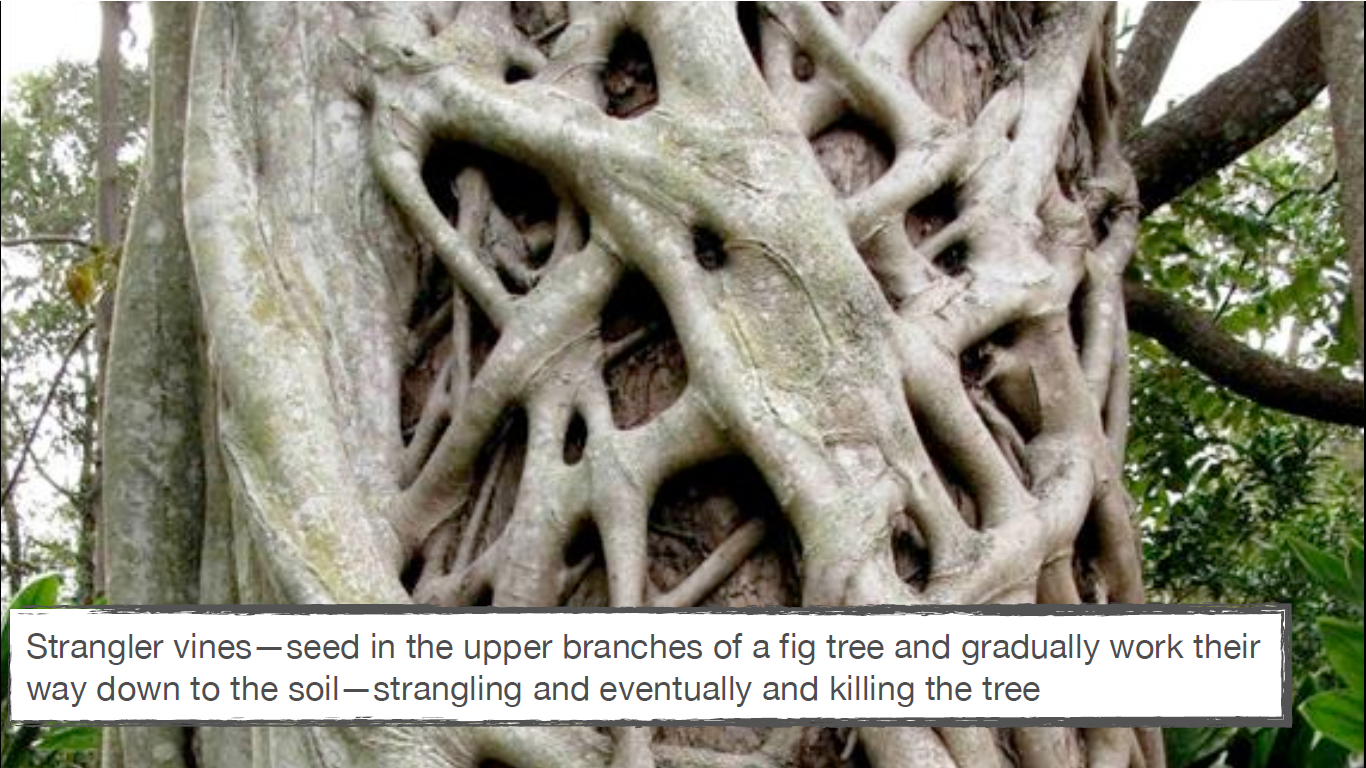 Strangler vines—seed in the upper branches of a fig tree and gradually work their
way down to the soil—strangling and eventually and killing the tree